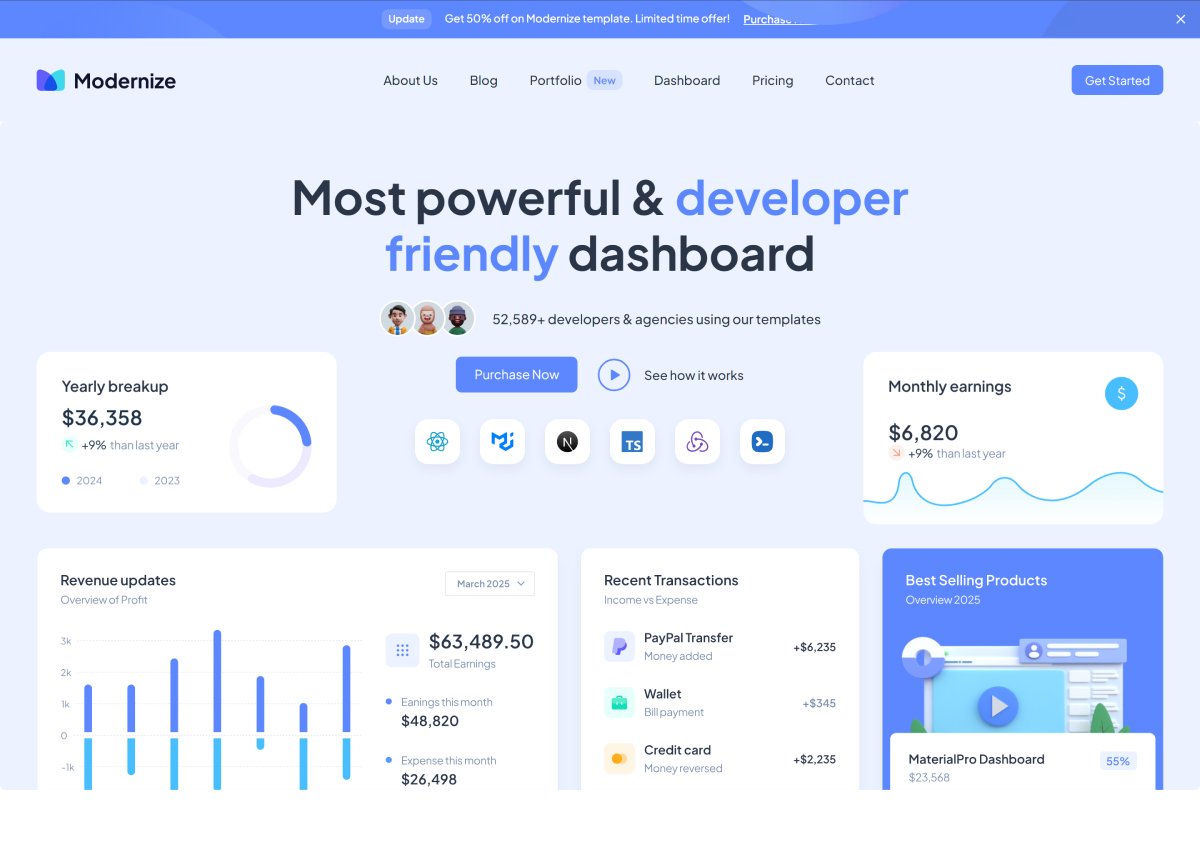 Update Get 50% off on Modernize template. Limited time offer! Purchase
Modernize
About Us Blog Portfolio New Dashboard Pricing Contact
Get Started
Most powerful & developer
friendly dashboard
52,589+ developers & agencies using our templates
Purchase Now See how it works
Yearly breakup
$36,358
+9% than last year
2024 2023
N
TS
Monthly earnings
$
$6,820
+9% than last year
Revenue updates
Overview of Profit
March 2025
3k
2k
1k
0
-1k
$63,489.50
Total Earnings
Eanings this month
$48,820
Expense this month
$26,498
Recent Transactions
Income vs Expense
PayPal Transfer
Money added
+$6,235
Wallet
Bill payment
+$345
Credit card
Money reversed
+$2,235
Best Selling Products
Overview 2025
MaterialPro Dashboard
$23,568
55%